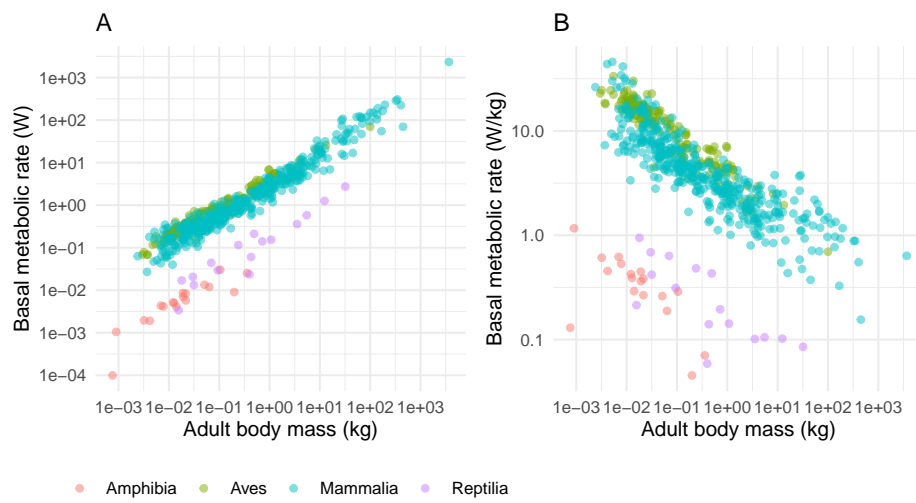 A
B
Basal metabolic rate (W)
1e+03
1e+02
1e+01
1e+00
1e−01
1e−02
1e−03
1e−04
1e−03 1e−02 1e−01 1e+00 1e+01 1e+02 1e+03
Adult body mass (kg)
Basal metabolic rate (W/kg)
10.0
1.0
0.1
1e−03 1e−02 1e−01 1e+00 1e+01 1e+02 1e+03
Adult body mass (kg)
Amphibia Aves Mammalia Reptilia